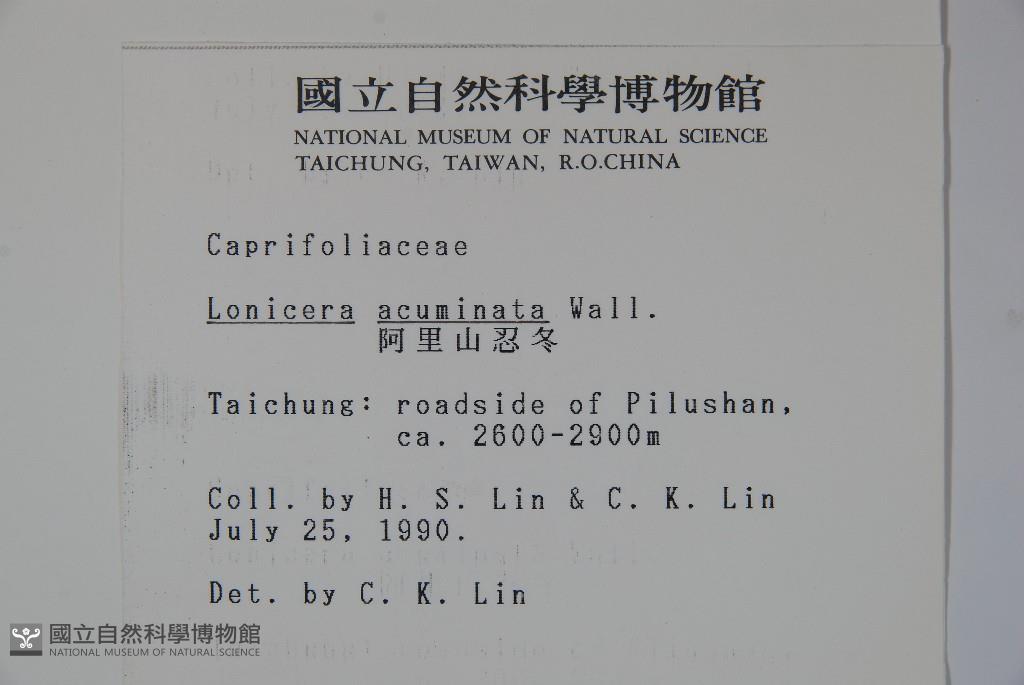 國立自然科學博物館
NATIONAL MUSEUM OF NATURAL SCIENCE
TAICHUNG, TAIWAN, R.O.CHINA
Caprifoliaceae
Lonicera acuminata Wall.
阿里山忍冬
Taichung: roadside of Pilushan,
ca. 2600-2900m
Coll. by H. S. Lin & C. K. Lin
July 25, 1990.
Det. by C. K. Lin
國立自然科學博物館
NATIONAL MUSEUM OF NATURAL SCIENCE